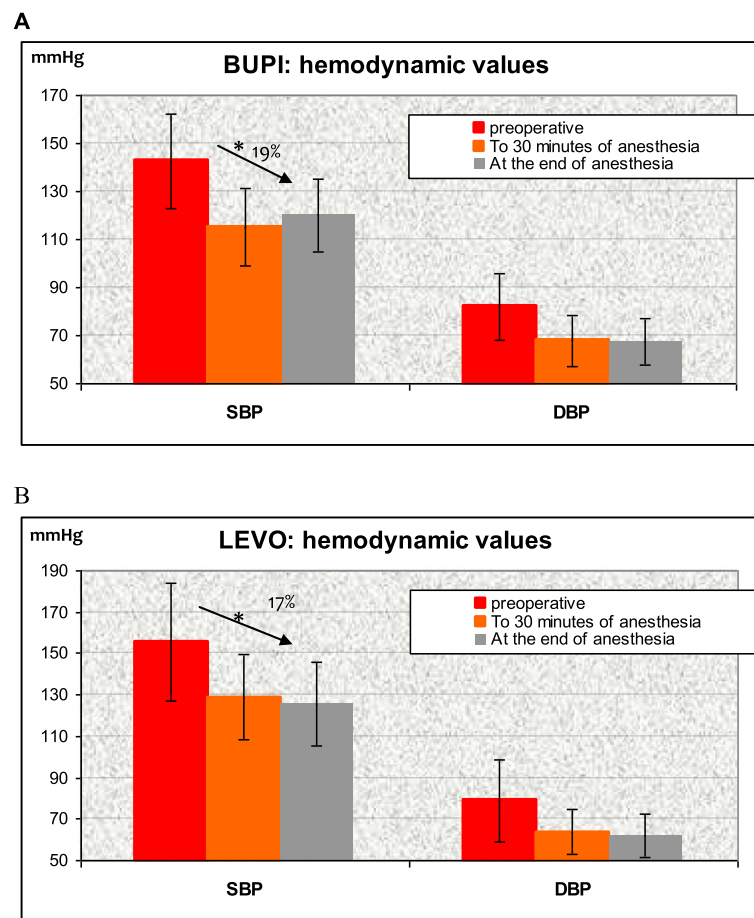 A
mmHg
BUPI: hemodynamic values
170
150
130
110
90
70
50
* 19%
preoperative
To 30 minutes of anesthesia
At the end of anesthesia
SBP
DBP
B
mmHg
LEVO: hemodynamic values
190
170
150
130
110
90
70
50
* 17%
preoperative
To 30 minutes of anesthesia
At the end of anesthesia
SBP
DBP